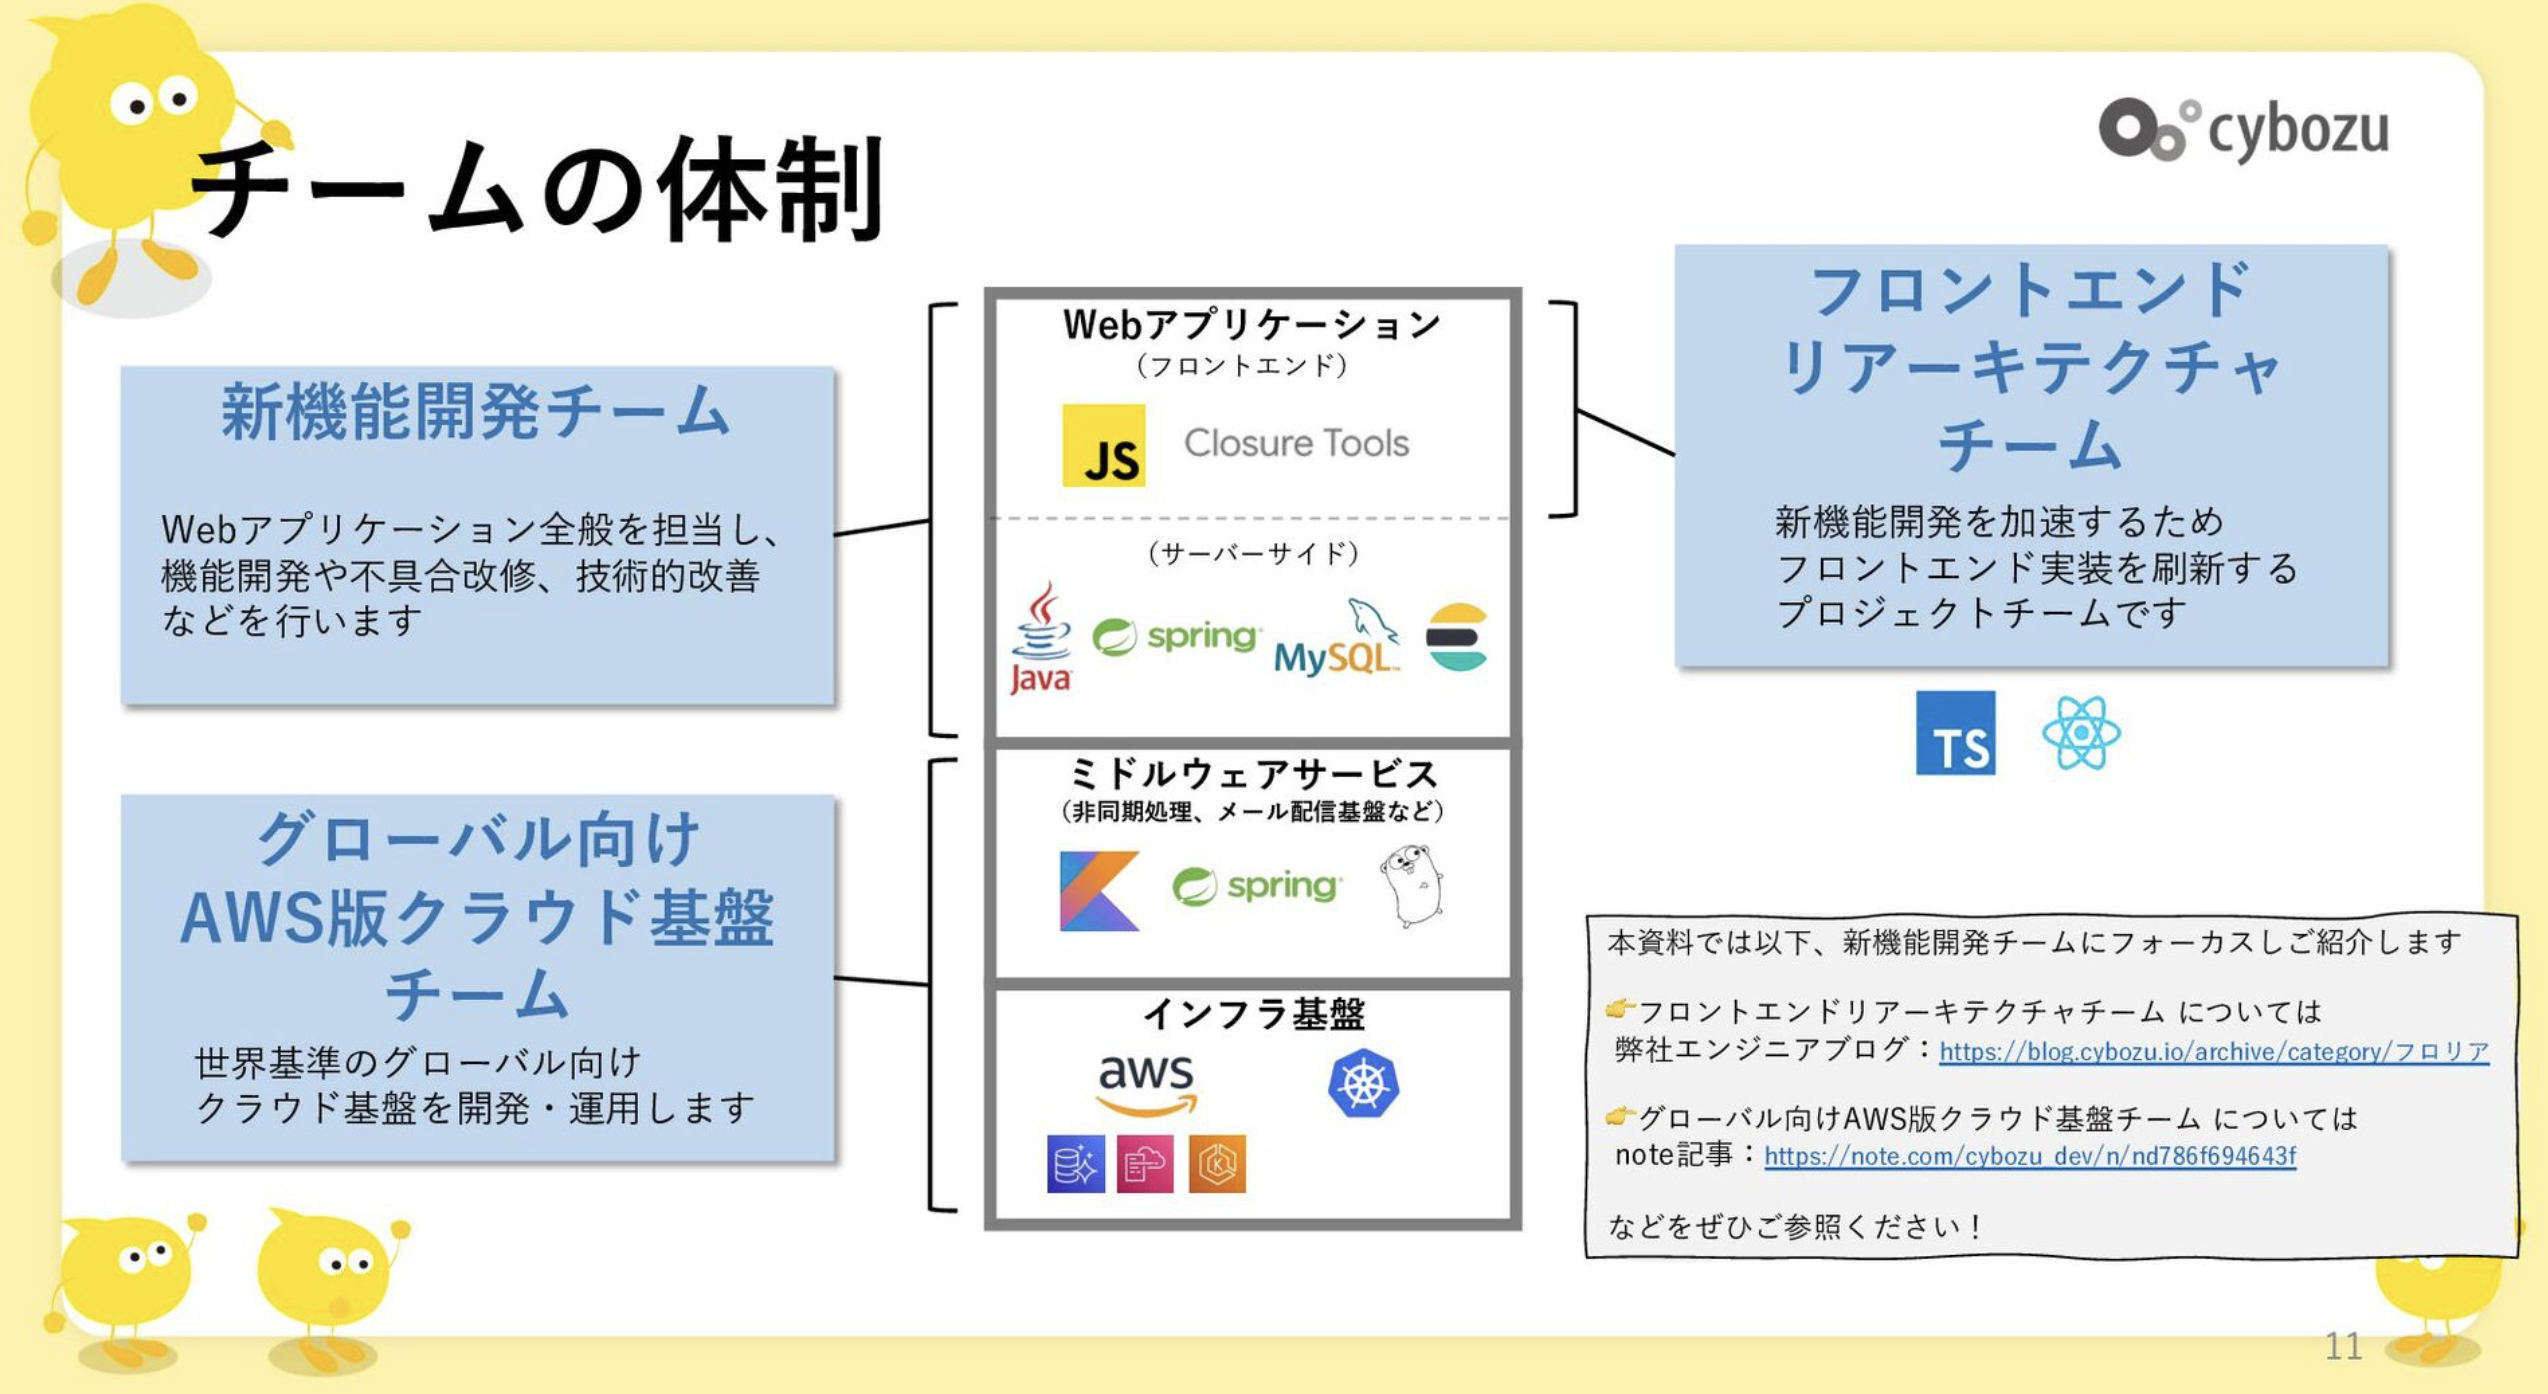 チームの体制
cybozu
新機能開発チーム
Webアプリケーション全般を担当し、
機能開発や不具合改修、技術的改善
などを行います
グローバル向け
AWS版クラウド基盤
チーム
世界基準のグローバル向け
クラウド基盤を開発・運用します
Webアプリケーション
（フロントエンド）
JS
Closure Tools
（サーバーサイド）
Java
spring
MySQL
ミドルウェアサービス
（非同期処理、メール配信基盤など）
spring
インフラ基盤
aws
フロントエンド
リアーキテクチャ
チーム
新機能開発を加速するため
フロントエンド実装を刷新する
プロジェクトチームです
TS
本資料では以下、新機能開発チームにフォーカスしご紹介します
👉フロントエンドリアーキテクチャチーム については
弊社エンジニアブログ：https://blog.cybozu.io/archive/category/フロリア
👉グローバル向けAWS版クラウド基盤チーム については
note記事：https://note.com/cybozu_dev/n/nd786f694643f
などをぜひご参照ください！
11